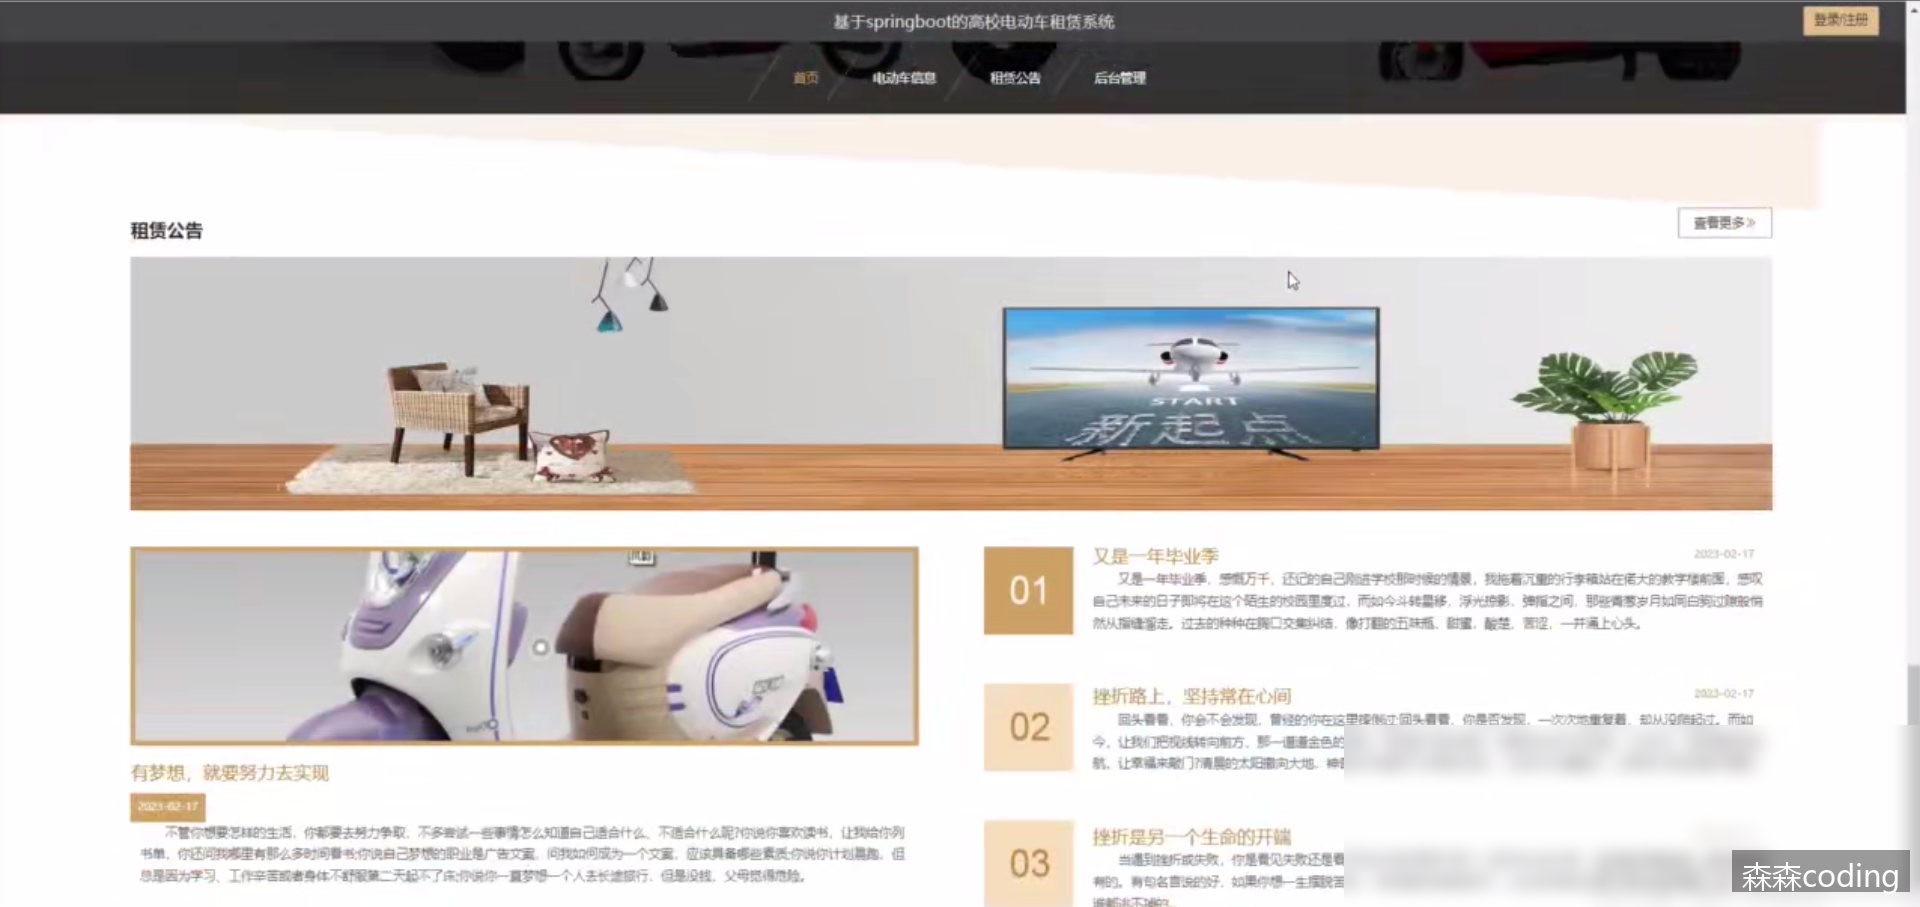 基于springboot的高校电动车租赁系统
登录/注册
首页
电动车信息
租赁公告
后台管理
租赁公告
查看更多»
START
新起点
有梦想，就要努力去实现
2023-02-17
不管你想要怎样的生活，你都要去努力争取，不多尝试一些事情怎么知道自己适合什么、不适合什么呢?你说你喜欢读书，让我给你列
书单，你还问我哪里有那么多时间看书;你说自己梦想的职业是广告文案，问我如何成为一个文案，应该具备哪些素质;你说你计划晨跑，但
总是因为学习、工作辛苦或者身体不舒服第二天起不了床;你说你一直梦想一个人去长途旅行，但是没钱，父母觉得危险。
01
又是一年毕业季
2023-02-17
又是一年毕业季，感慨万千，还记的自己刚进学校那时候的情景，我拖着沉重的行李箱站在偌大的教学楼前面，感叹
自己未来的日子即将在这个陌生的校园里度过，而如今斗转星移，浮光掠影，弹指之间，那些青葱岁月如同白驹过隙般悄
然从指缝溜走。过去的种种在胸口交集纠结，像打翻的五味瓶，甜蜜，酸楚，苦涩，一并涌上心头。
02
挫折路上，坚持常在心间
2023-02-17
回头看看，你会不会发现，曾经的你在这里摔倒过;回头看看，你是否发现，一次次地重复着，却从没爬起过。而如
今，让我们把视线转向前方，那一道道金色的
航，让幸福来敲门?清晨的太阳撒向大地，神
03
挫折是另一个生命的开端
当遇到挫折或失败，你是看见失败还是看
有的。有句名言说的好，如果你想一生摆脱苦
谁都逃不掉的。
森森coding